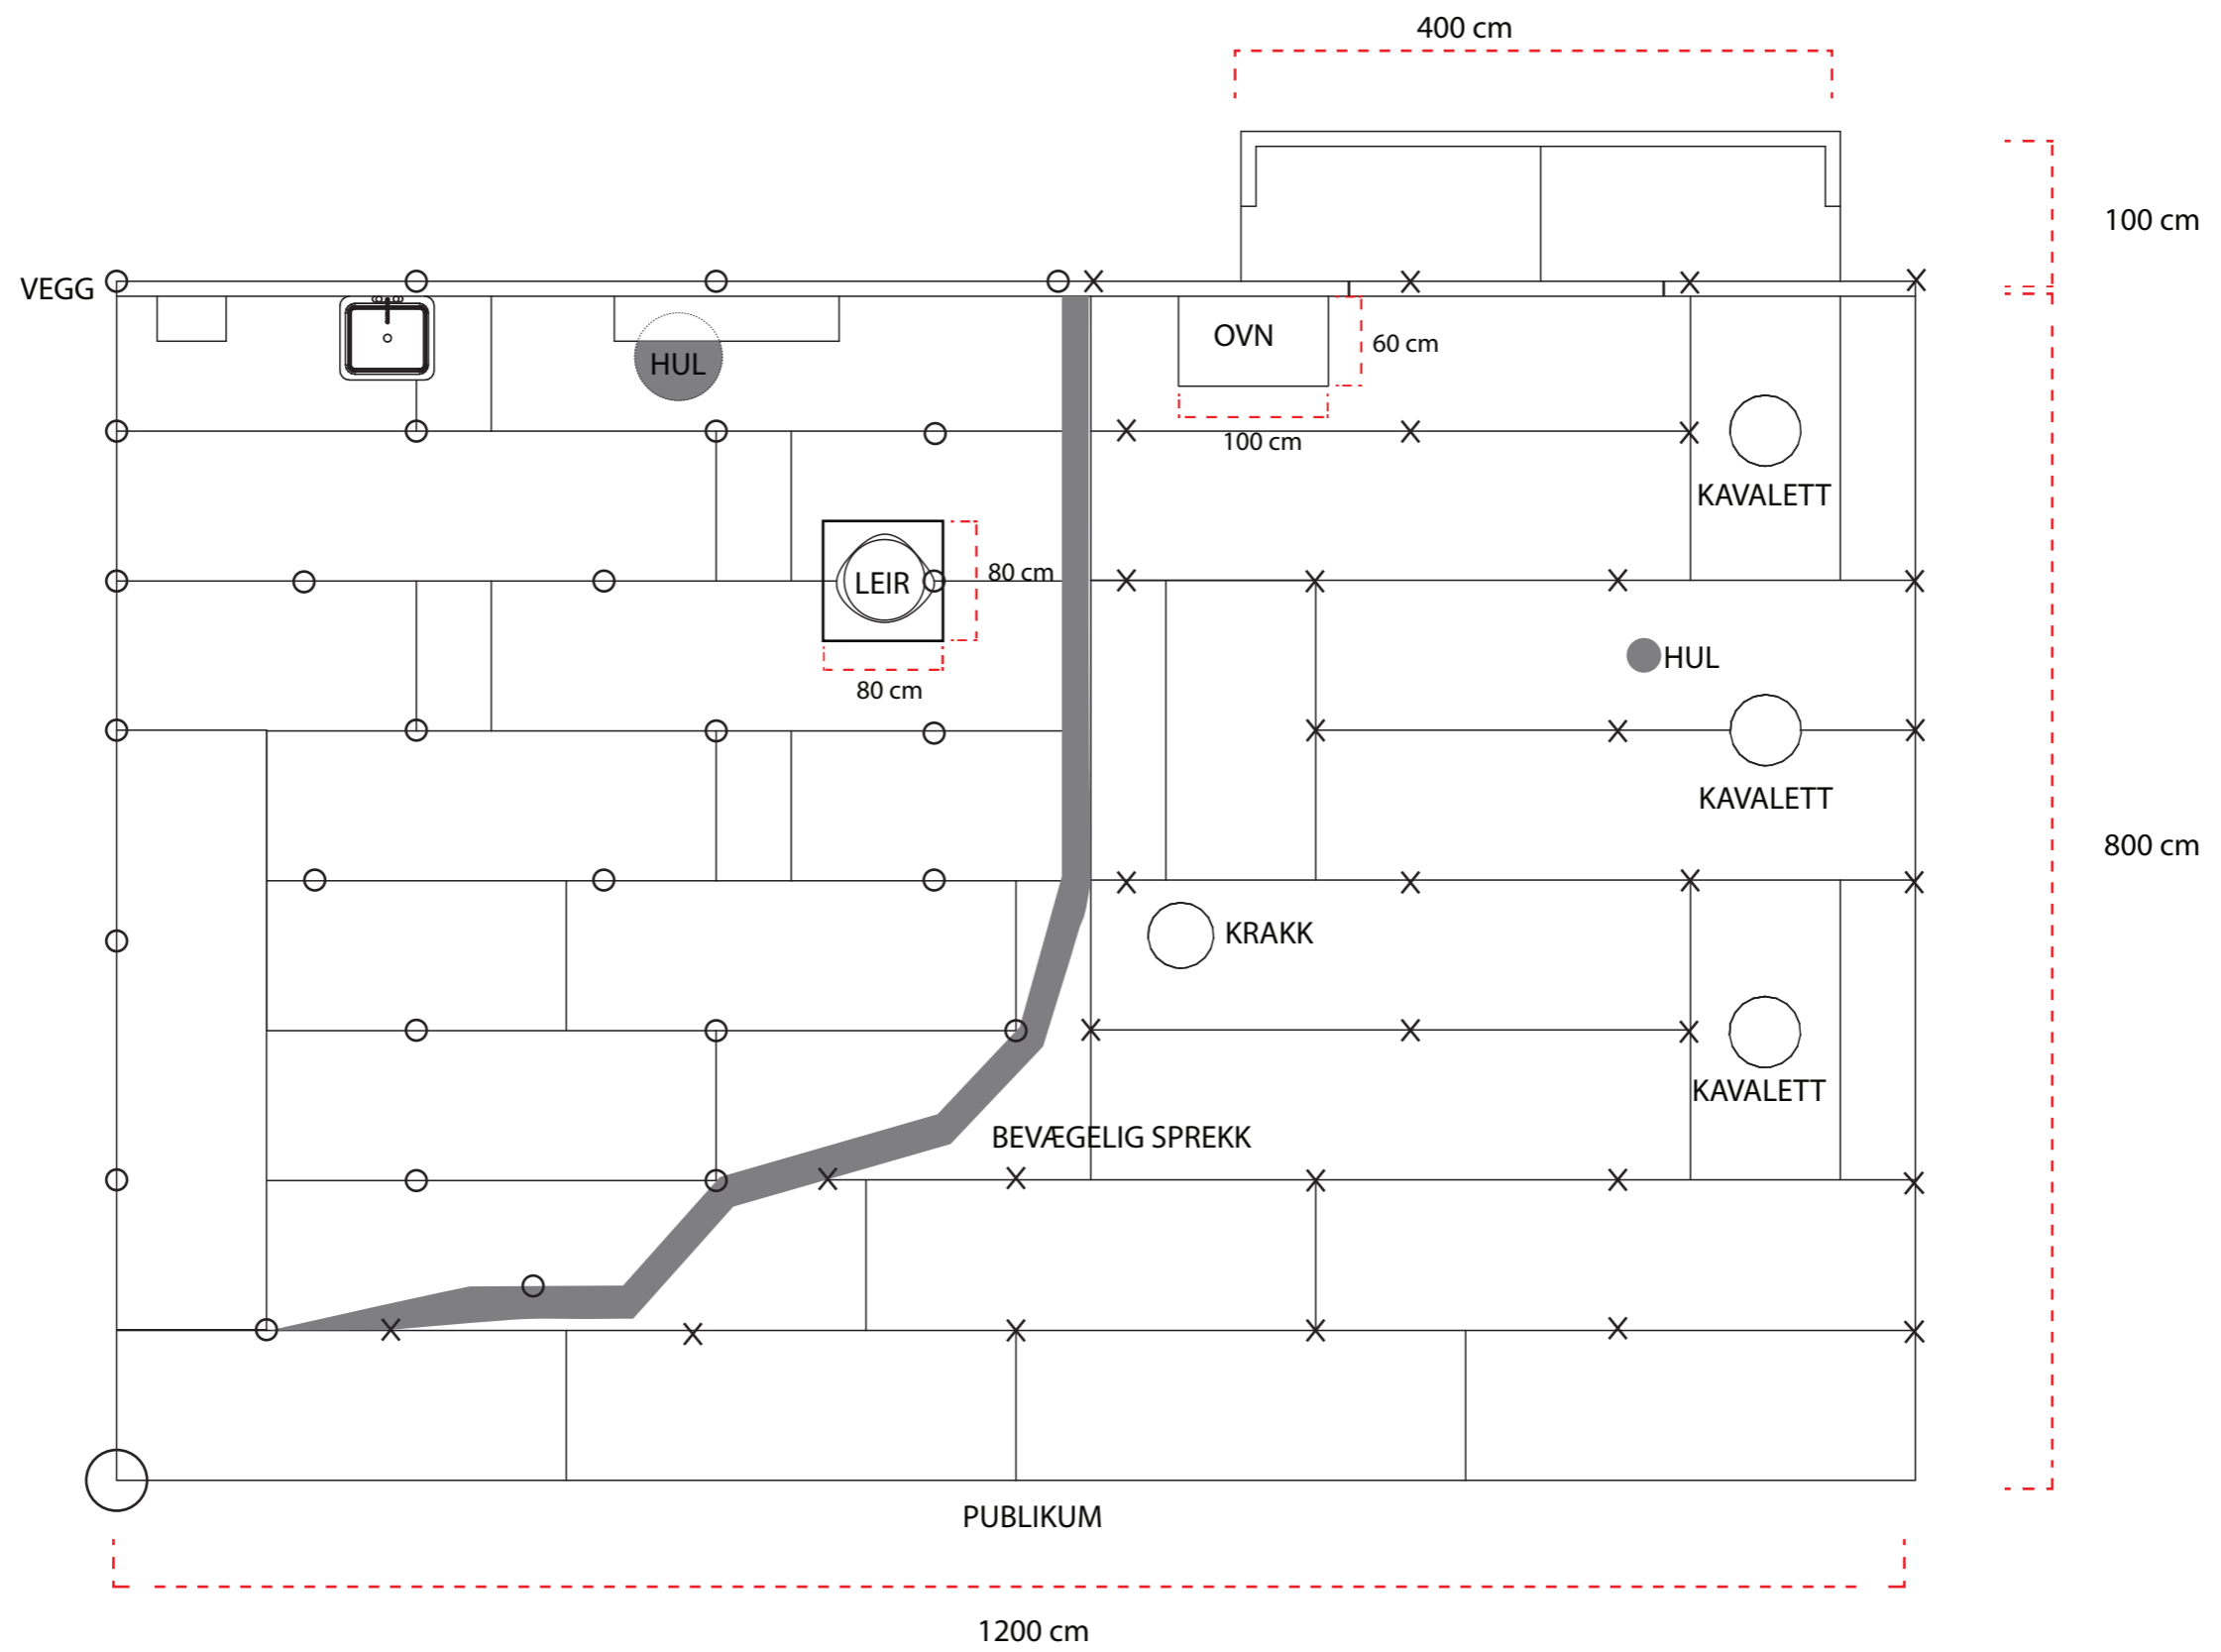 400 cm
100 cm
VEGG
OVN
60 cm
HUL
100 cm
KAVALETT
LEIR
80 cm
HUL
80 cm
KAVALETT
800 cm
KRAKK
KAVALETT
BEVÆGELIG SPREKK
PUBLIKUM
1200 cm